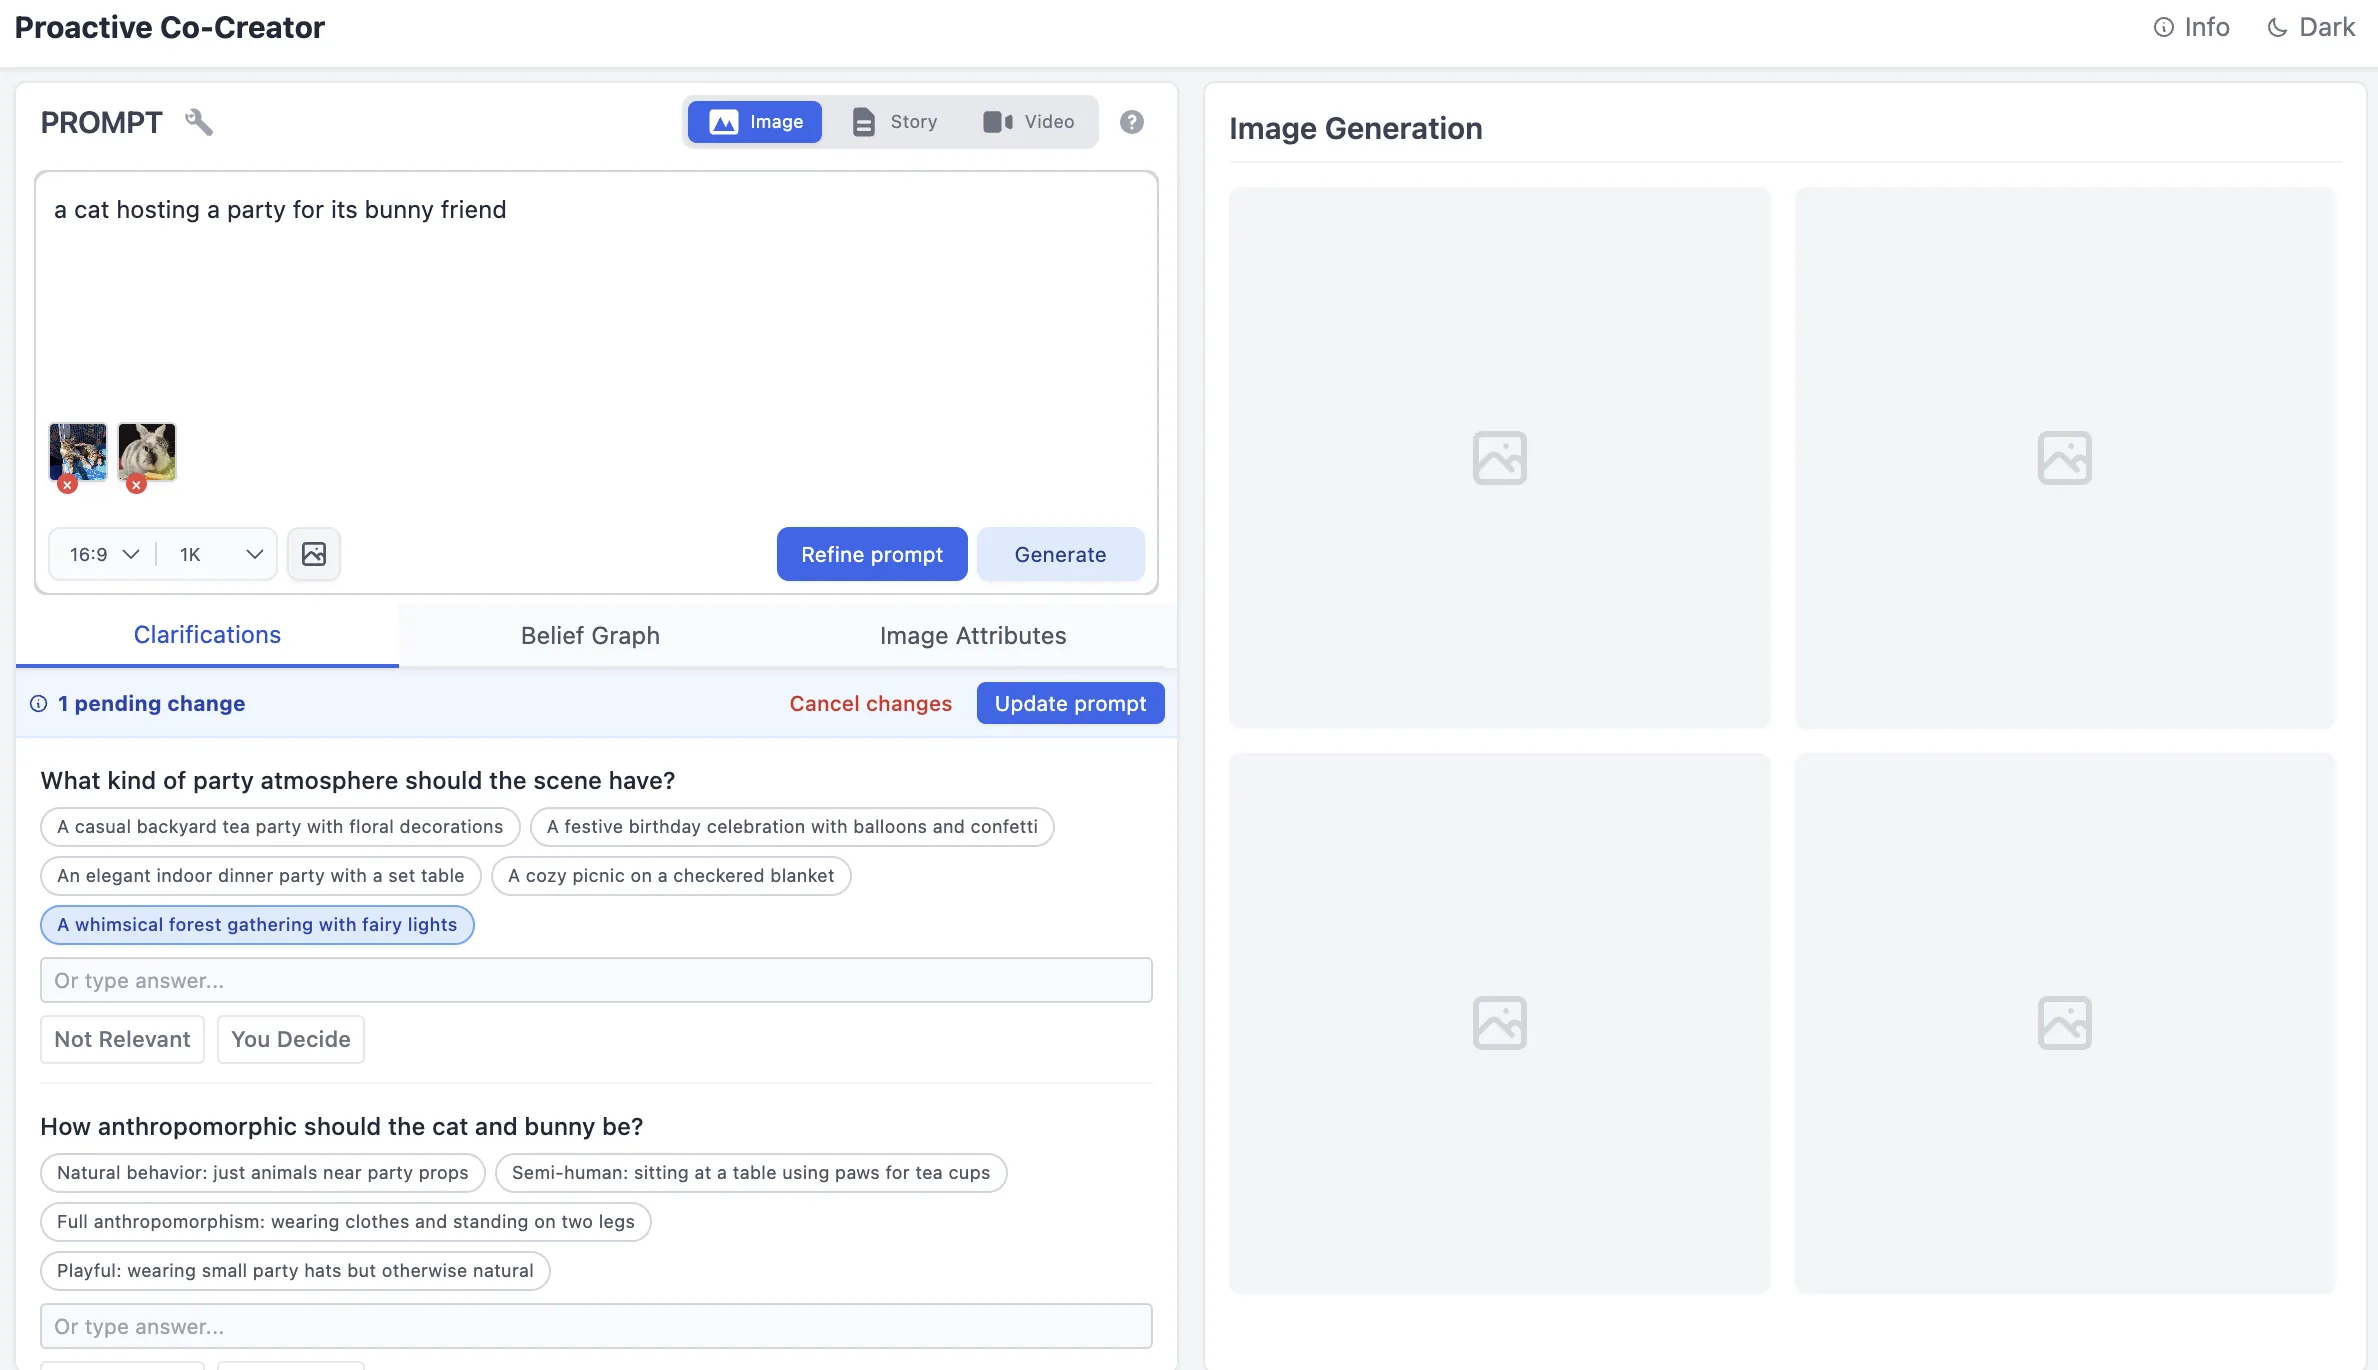 Proactive Co-Creator
Info
Dark
PROMPT
Image
Story
Video
?
a cat hosting a party for its bunny friend
16:9
1K
Refine prompt
Generate
Clarifications
Belief Graph
Image Attributes
1 pending change
Cancel changes
Update prompt
What kind of party atmosphere should the scene have?
A casual backyard tea party with floral decorations
A festive birthday celebration with balloons and confetti
An elegant indoor dinner party with a set table
A cozy picnic on a checkered blanket
A whimsical forest gathering with fairy lights
Or type answer...
Not Relevant
You Decide
How anthropomorphic should the cat and bunny be?
Natural behavior: just animals near party props
Semi-human: sitting at a table using paws for tea cups
Full anthropomorphism: wearing clothes and standing on two legs
Playful: wearing small party hats but otherwise natural
Or type answer...
Image Generation